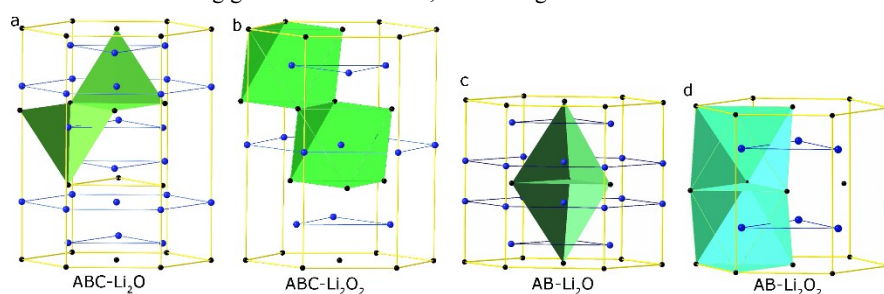 a
b
c
d
ABC-Li₂O
ABC-Li₂O₂
AB-Li₂O
AB-Li₂O₂